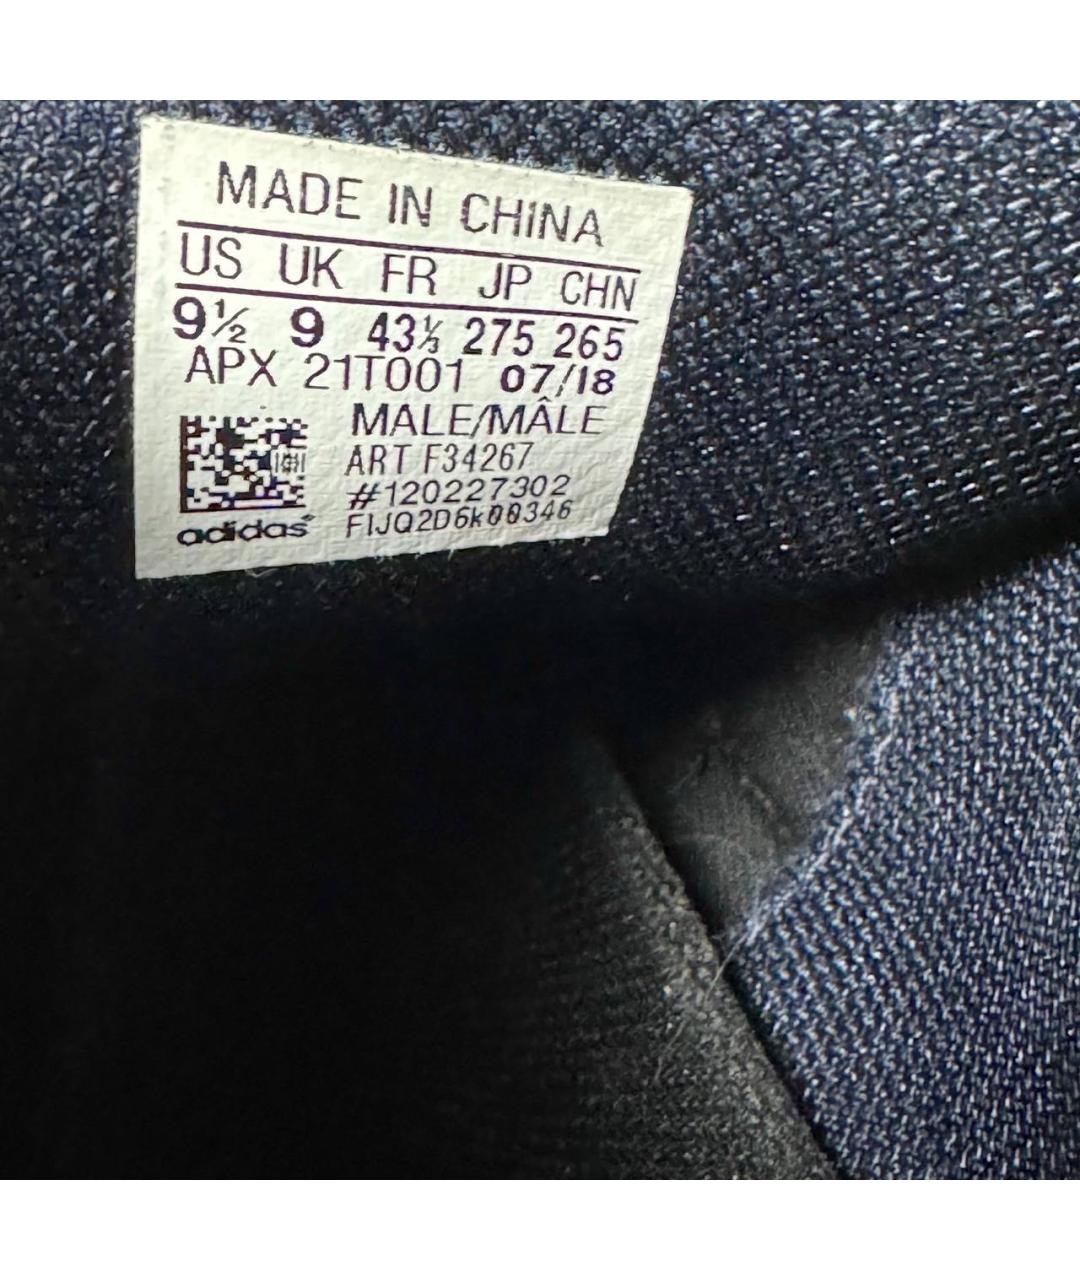 MADE IN CHINA
US UK FR JP CHN
9½ 9 43⅓ 275 265
APX 21T001 07/18
MALE/MÂLE
ART F34267
#120227302
FIJQ2D6k00346
adidas